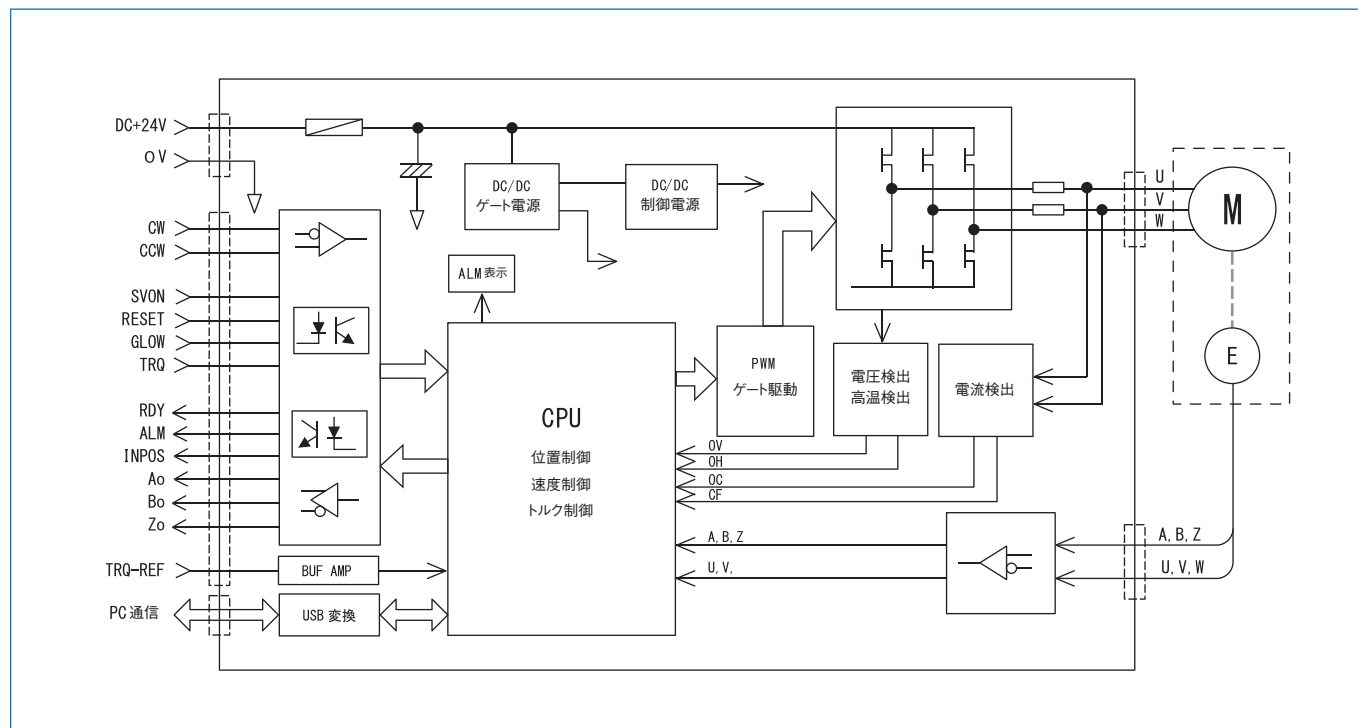 DC+24V
0V
CW
CCW
SVON
RESET
GLOW
TRQ
RDY
ALM
INPOS
Ao
Bo
Zo
TRQ-REF
PC通信
BUF AMP
USB 変換
DC/DC
ゲート電源
DC/DC
制御電源
ALM 表示
CPU
位置制御
速度制御
トルク制御
PWM
ゲート駆動
電圧検出
高温検出
電流検出
OV
OH
OC
CF
A, B, Z
U, V,
U
V
W
M
E
A, B, Z
U, V, W